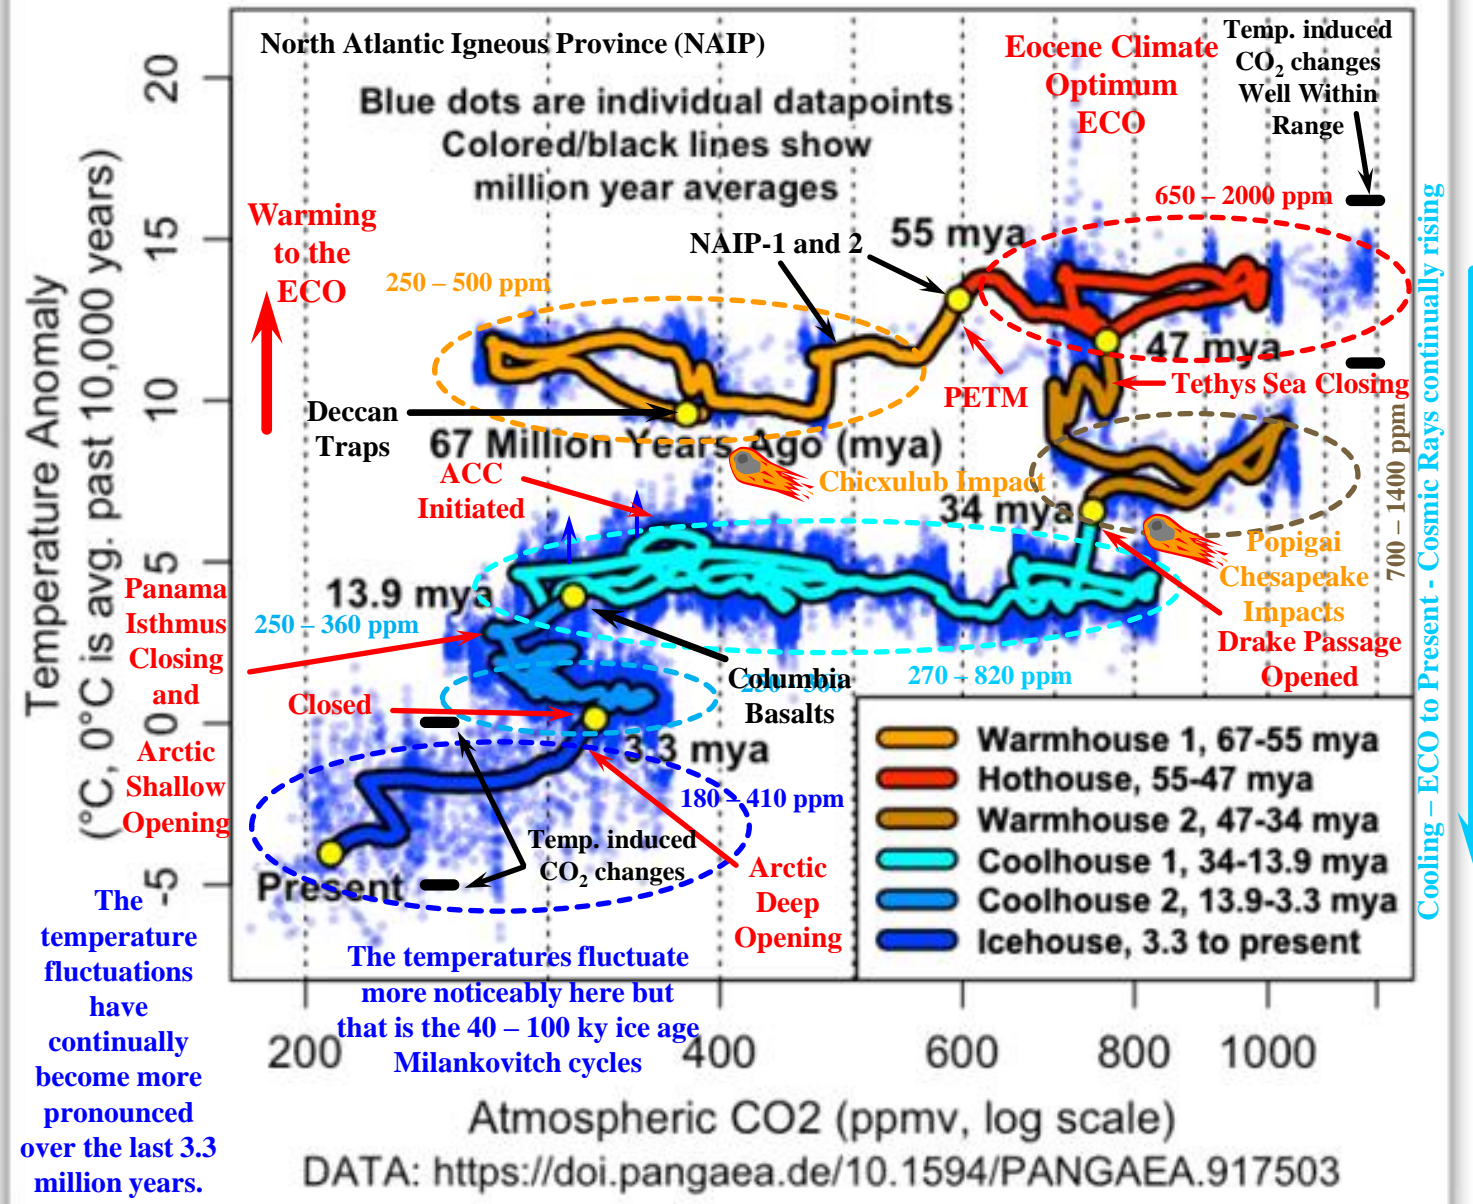 North Atlantic Igneous Province (NAIP)
Blue dots are individual datapoints
Colored/black lines show
million year averages
Eocene Climate
Optimum
ECO
Temp. induced
CO₂ changes
Well Within
Range
650 – 2000 ppm
Warming
to the
ECO
NAIP-1 and 2
55 mya
250 – 500 ppm
47 mya
PETM
Tethys Sea Closing
Deccan
Traps
67 Million Years Ago (mya)
ACC
Initiated
Chicxulub Impact
34 mya
700 – 1400 ppm
Popigai
Chesapeake
Impacts
Drake Passage
Opened
13.9 mya
Panama
Isthmus
Closing
and
Arctic
Shallow
Opening
250 – 360 ppm
Closed
Columbia
Basalts
270 – 820 ppm
3.3 mya
180 – 410 ppm
Temp. induced
CO₂ changes
Arctic
Deep
Opening
Present
Warmhouse 1, 67-55 mya
Hothouse, 55-47 mya
Warmhouse 2, 47-34 mya
Coolhouse 1, 34-13.9 mya
Coolhouse 2, 13.9-3.3 mya
Icehouse, 3.3 to present
Cooling – ECO to Present - Cosmic Rays continually rising
The
temperature
fluctuations
have
continually
become more
pronounced
over the last 3.3
million years.
The temperatures fluctuate
more noticeably here but
that is the 40 – 100 ky ice age
Milankovitch cycles
Temperature Anomaly
(°C, 0°C is avg. past 10,000 years)
20
15
10
5
0
-5
200
400
600
800
1000
Atmospheric CO2 (ppmv, log scale)
DATA: https://doi.pangaea.de/10.1594/PANGAEA.917503